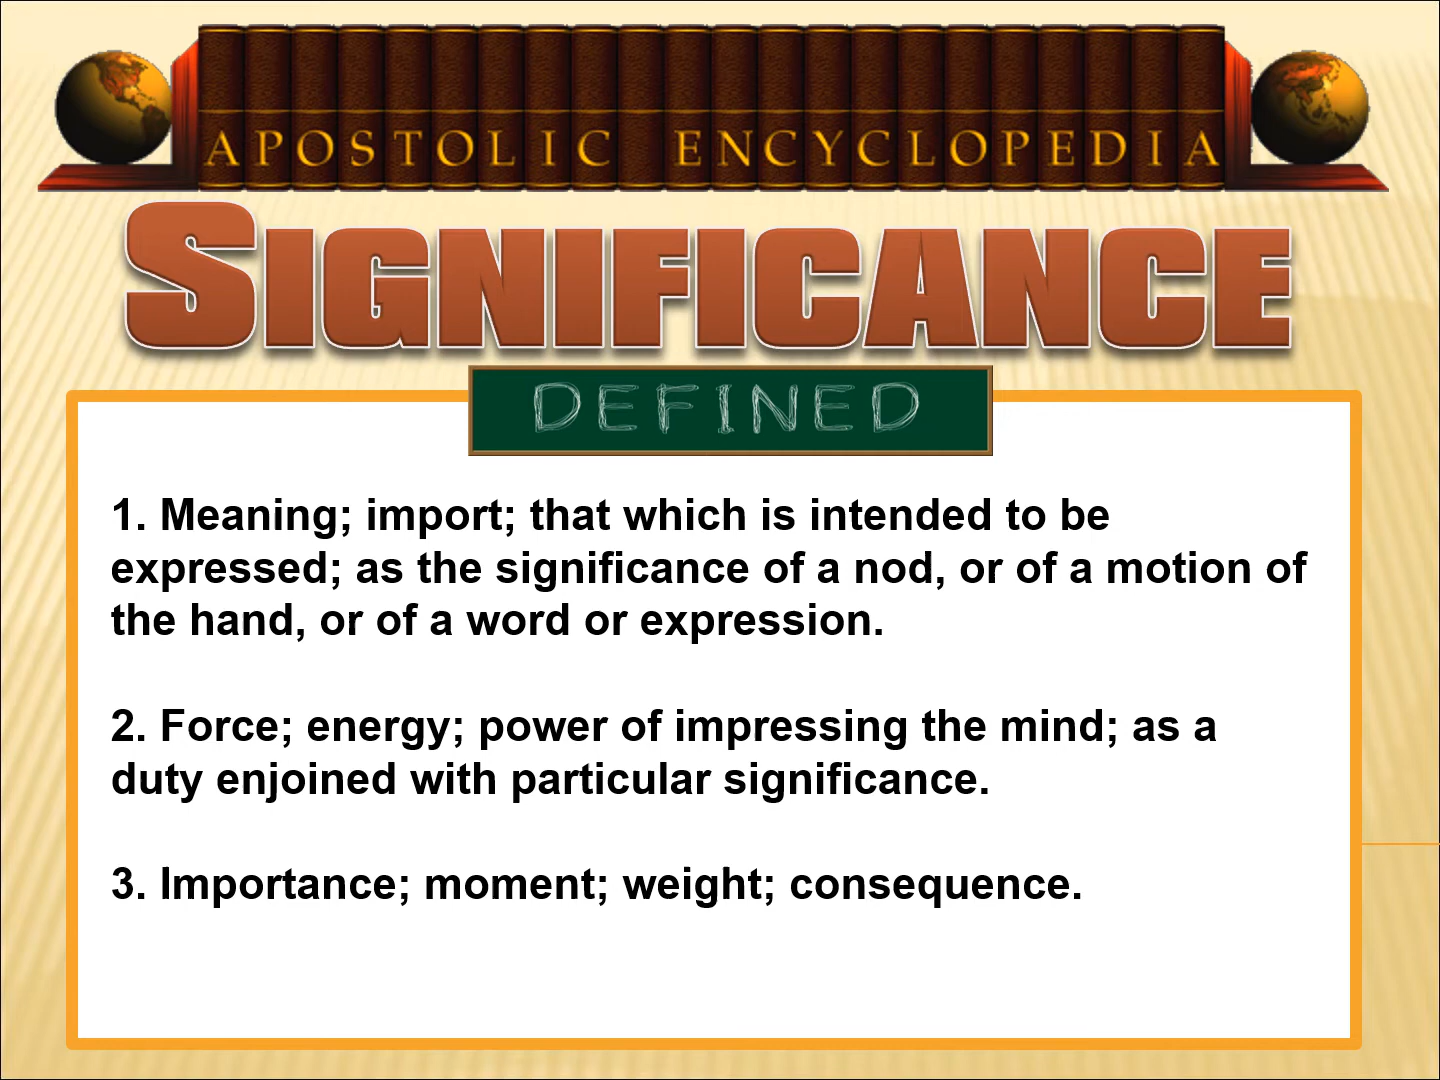 APOSTOLIC ENCYCLOPEDIA
SIGNIFICANCE
DEFINED
1. Meaning; import; that which is intended to be
expressed; as the significance of a nod, or of a motion of
the hand, or of a word or expression.
2. Force; energy; power of impressing the mind; as a
duty enjoined with particular significance.
3. Importance; moment; weight; consequence.